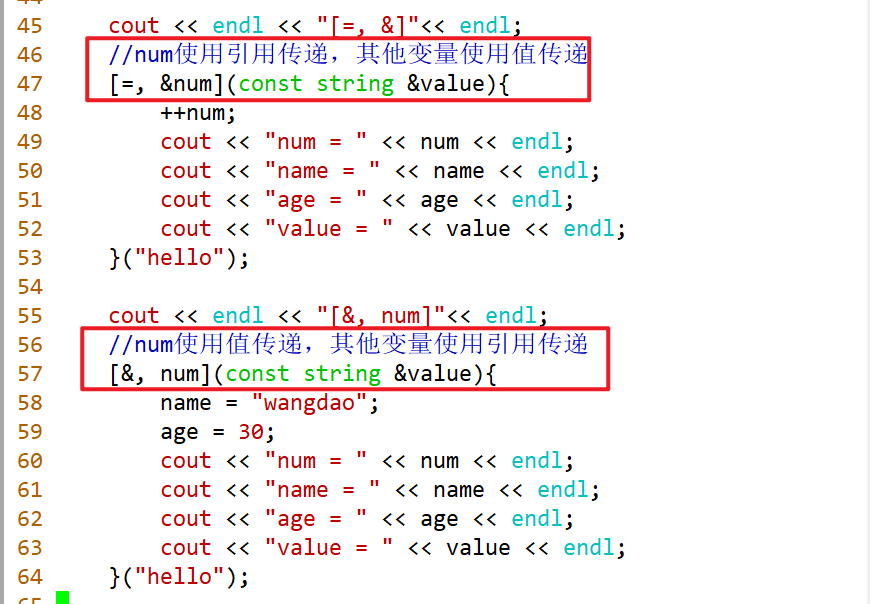 45 cout << endl << "[=, &]"<< endl;
46 //num使用引用传递，其他变量使用值传递
47 [=, &num](const string &value){
48 ++num;
49 cout << "num = " << num << endl;
50 cout << "name = " << name << endl;
51 cout << "age = " << age << endl;
52 cout << "value = " << value << endl;
53 }("hello");
54
55 cout << endl << "[&, num]"<< endl;
56 //num使用值传递，其他变量使用引用传递
57 [&, num](const string &value){
58 name = "wangdao";
59 age = 30;
60 cout << "num = " << num << endl;
61 cout << "name = " << name << endl;
62 cout << "age = " << age << endl;
63 cout << "value = " << value << endl;
64 }("hello");